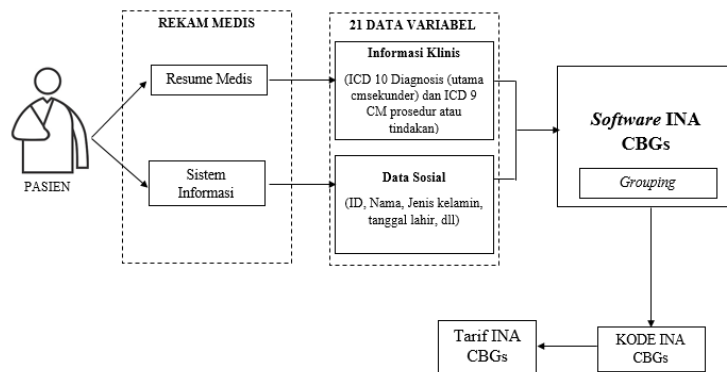 REKAM MEDIS
21 DATA VARIABEL
PASIEN
Resume Medis
Sistem
Informasi
Informasi Klinis
(ICD 10 Diagnosis (utama
cmsekunder) dan ICD 9
CM prosedur atau
tindakan)
Data Sosial
(ID, Nama, Jenis kelamin,
tanggal lahir, dll)
Software INA
CBGs
Grouping
KODE INA
CBGs
Tarif INA
CBGs